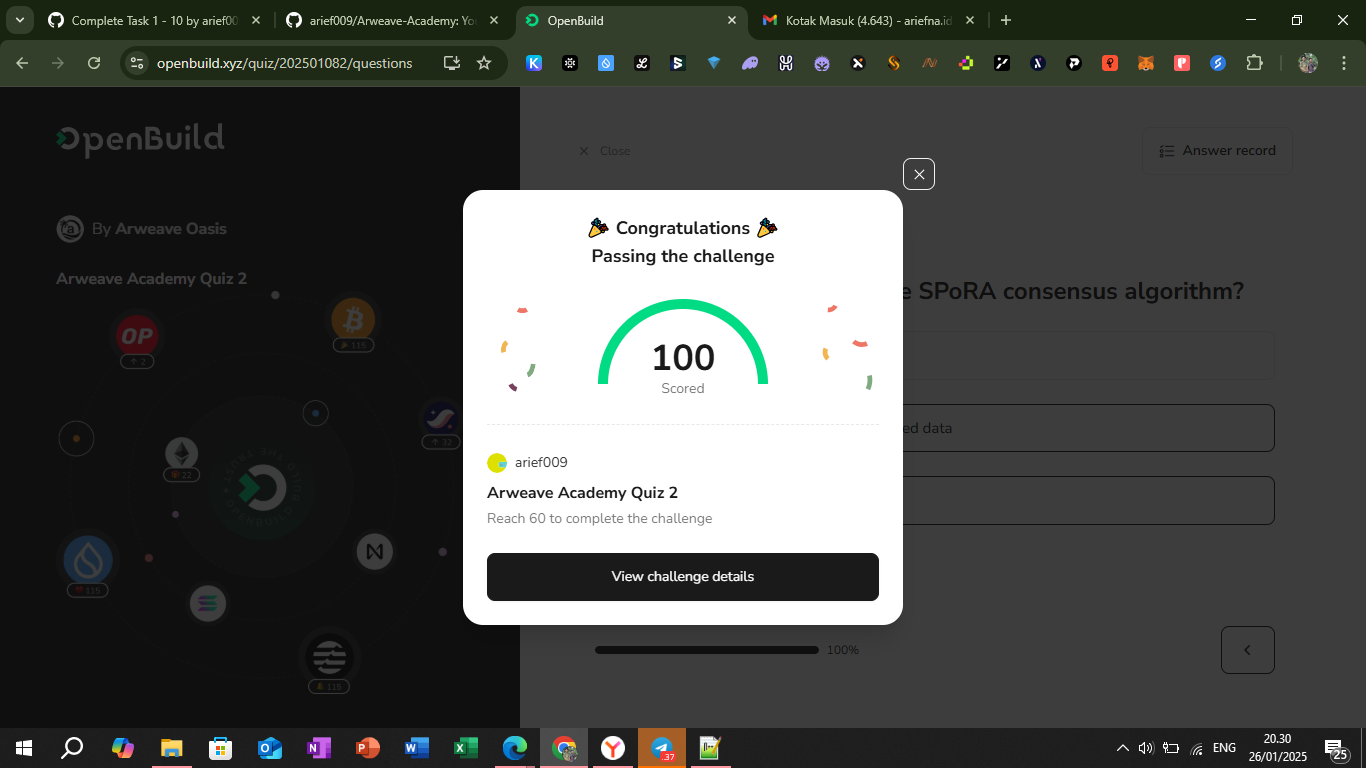 Complete Task 1 - 10 by arief00
arief009/Arweave-Academy: You
OpenBuild
Kotak Masuk (4.643) - ariefna.id
openbuild.xyz/quiz/202501082/questions
OpenBuild
By Arweave Oasis
Arweave Academy Quiz 2
OP
2
115
32
22
115
115
Close
Answer record
e SPoRA consensus algorithm?
ed data
100%
Congratulations
Passing the challenge
100
Scored
arief009
Arweave Academy Quiz 2
Reach 60 to complete the challenge
View challenge details
37
ENG
20.30
26/01/2025
25